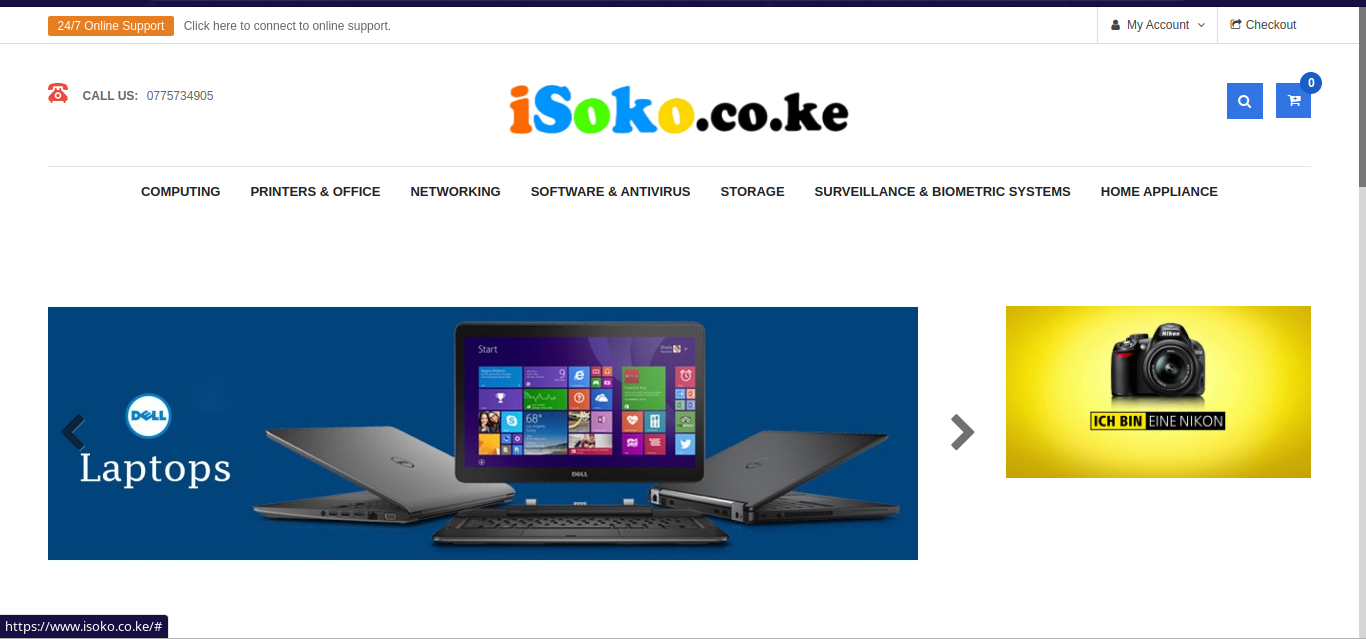 24/7 Online Support Click here to connect to online support. My Account Checkout
CALL US: 0775734905
iSoko.co.ke
0
COMPUTING PRINTERS & OFFICE NETWORKING SOFTWARE & ANTIVIRUS STORAGE SURVEILLANCE & BIOMETRIC SYSTEMS HOME APPLIANCE
DELL
Laptops
Start
68°
DELL
Nikon
ICH BIN EINE NIKON
https://www.isoko.co.ke/#